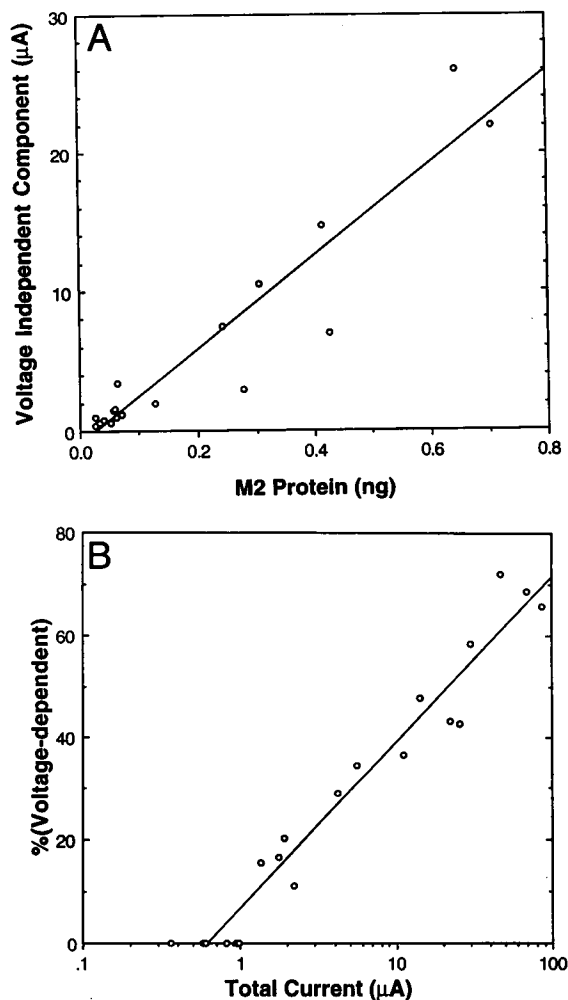 A
Voltage Independent Component (μA)
30
20
10
0
0.0 0.2 0.4 0.6 0.8
M2 Protein (ng)
B
%(Voltage-dependent)
80
60
40
20
0
.1 1 10 100
Total Current (μA)